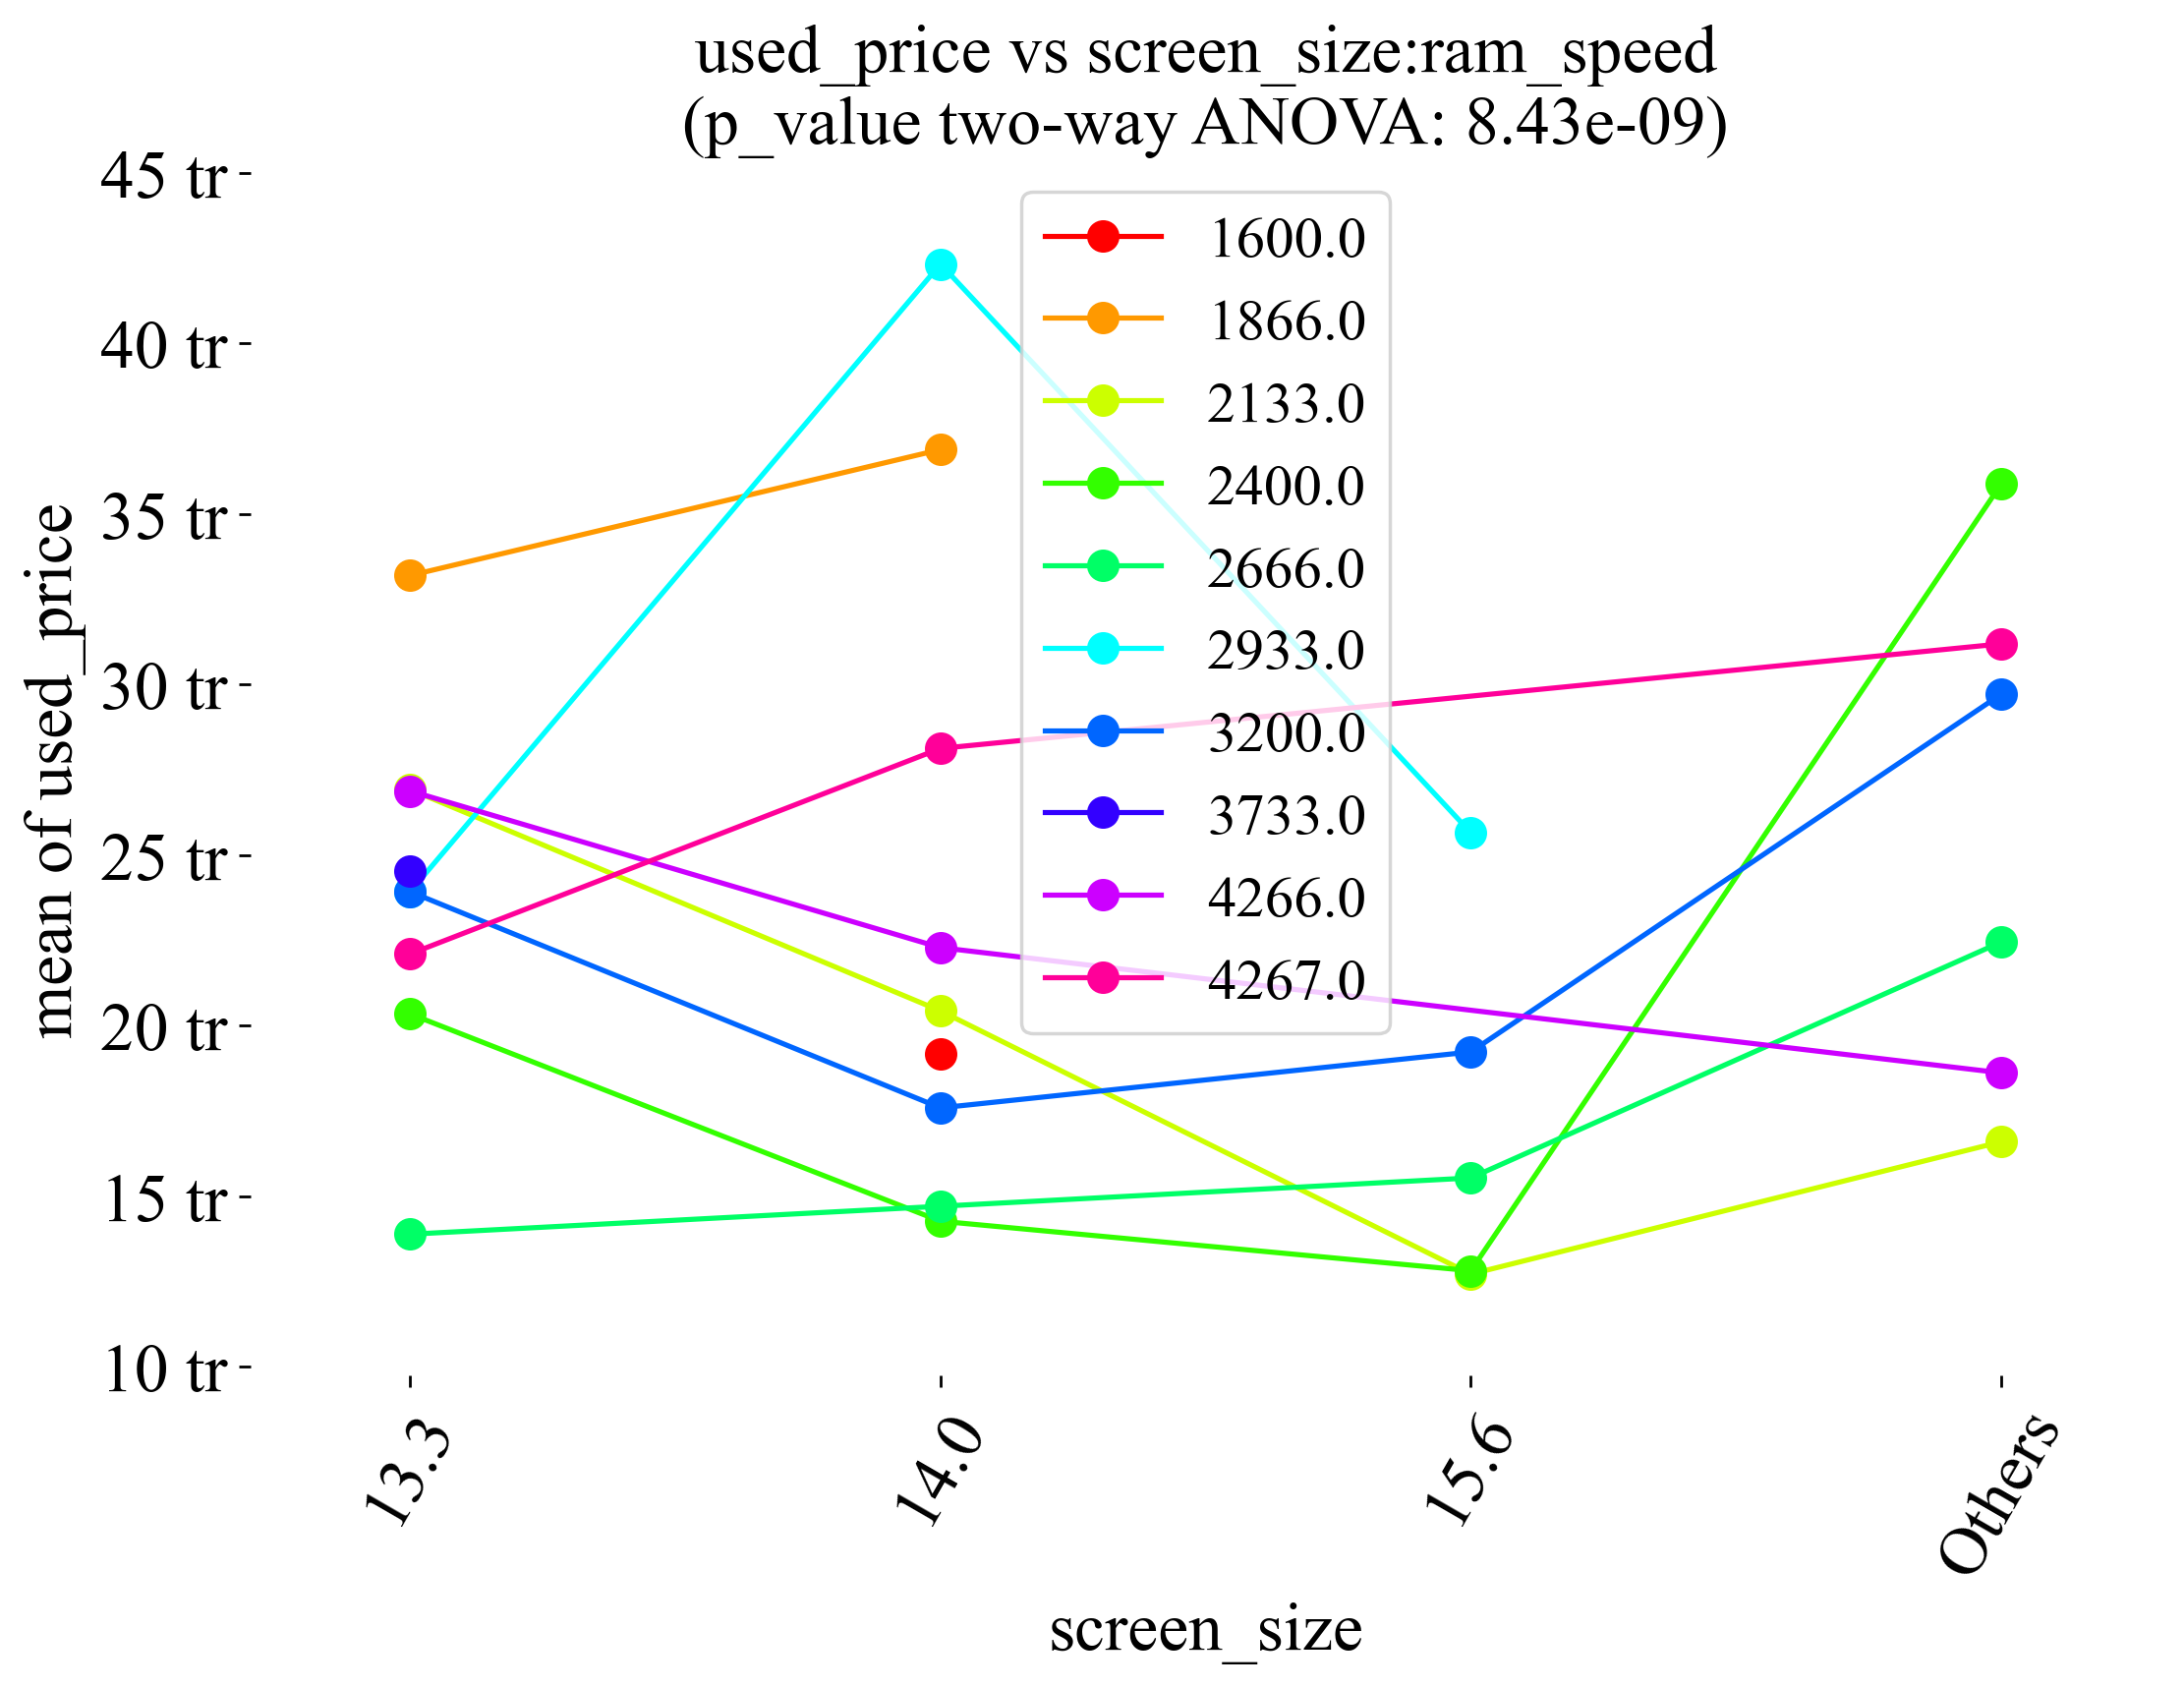 used_price vs screen_size:ram_speed
(p_value two-way ANOVA: 8.43e-09)
mean of used_price
45 tr
40 tr
35 tr
30 tr
25 tr
20 tr
15 tr
10 tr
1600.0
1866.0
2133.0
2400.0
2666.0
2933.0
3200.0
3733.0
4266.0
4267.0
13.3
14.0
15.6
Others
screen_size